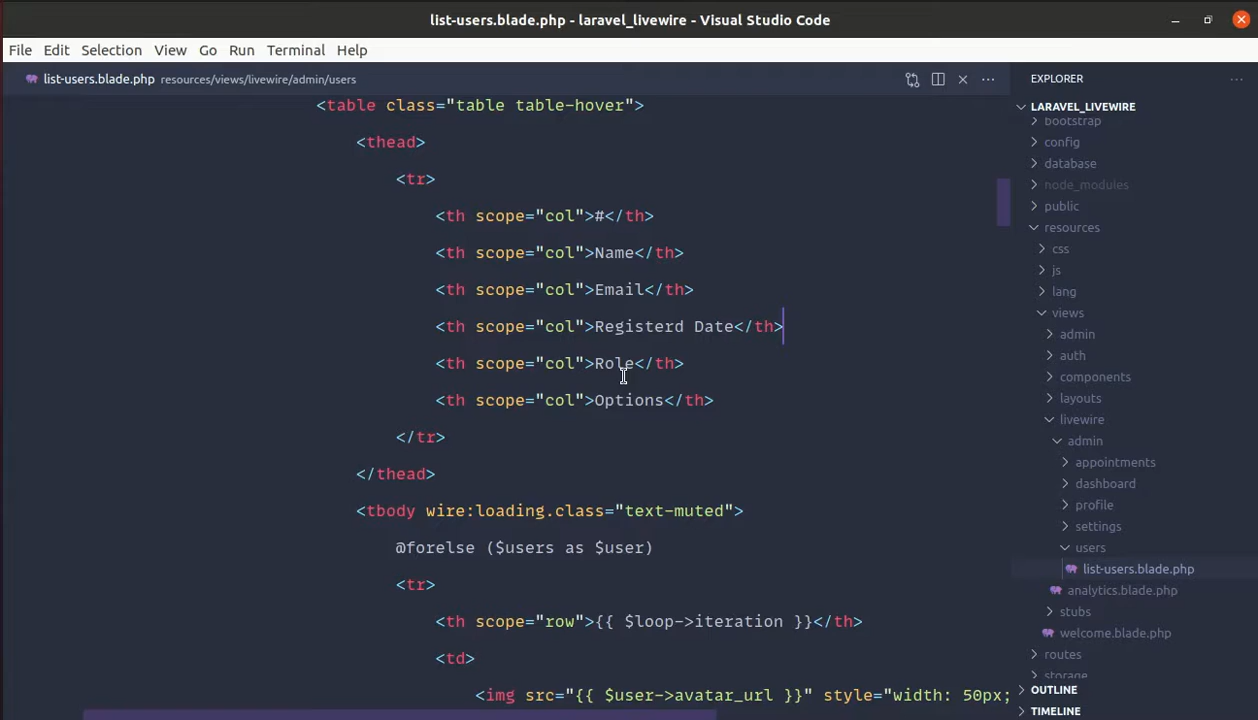 list-users.blade.php - laravel_livewire - Visual Studio Code
File Edit Selection View Go Run Terminal Help
list-users.blade.php resources/views/livewire/admin/users
<table class="table table-hover">
<thead>
<tr>
<th scope="col">#</th>
<th scope="col">Name</th>
<th scope="col">Email</th>
<th scope="col">Registerd Date</th>
<th scope="col">Role</th>
<th scope="col">Options</th>
</tr>
</thead>
<tbody wire:loading.class="text-muted">
@forelse ($users as $user)
<tr>
<th scope="row">{{ $loop->iteration }}</th>
<td>
<img src="{{ $user->avatar_url }}" style="width: 50px;
EXPLORER
LARAVEL_LIVEWIRE
bootstrap
config
database
node_modules
public
resources
css
js
lang
views
admin
auth
components
layouts
livewire
admin
appointments
dashboard
profile
settings
users
list-users.blade.php
analytics.blade.php
stubs
welcome.blade.php
routes
storage
OUTLINE
TIMELINE